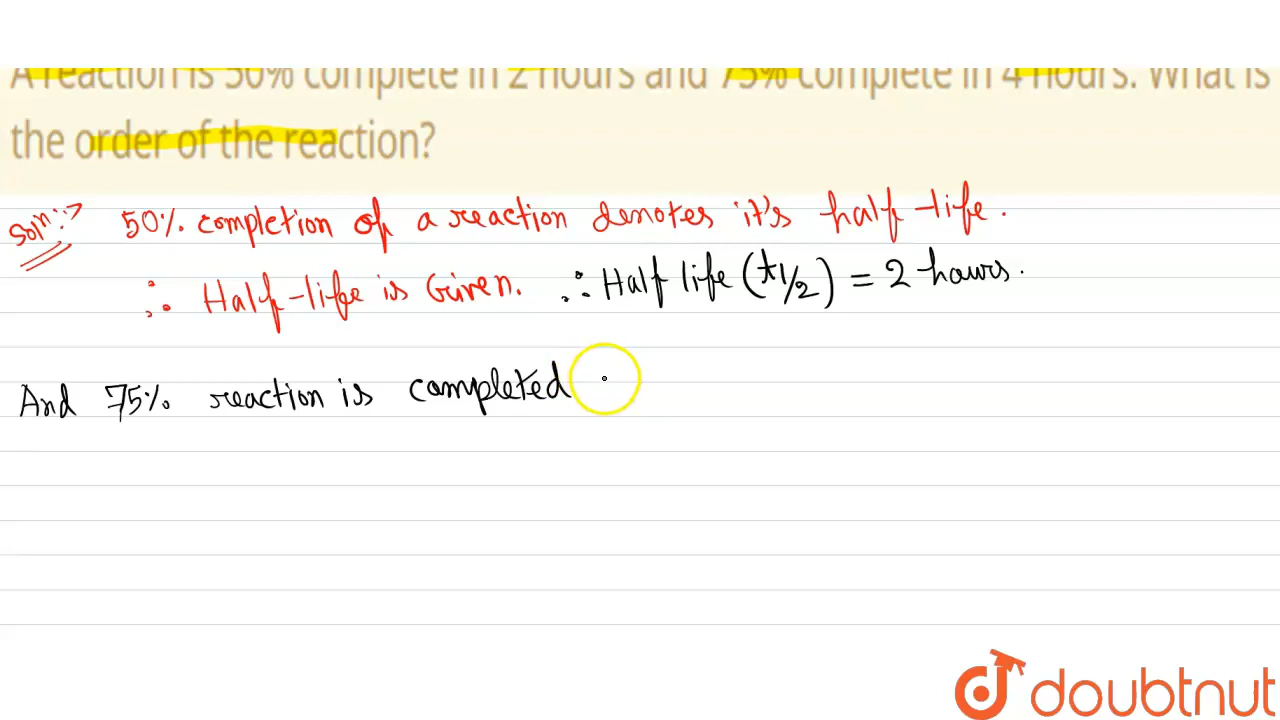 A reaction is 50% complete in 2 hours and 75% complete in 4 hours. What is
the order of the reaction?
Soln:→ 50% completion of a reaction denotes it's half-life.
∴ Half-life is Given. ∴ Half life (t1/2) = 2 hours.
And 75% reaction is completed
doubtnut